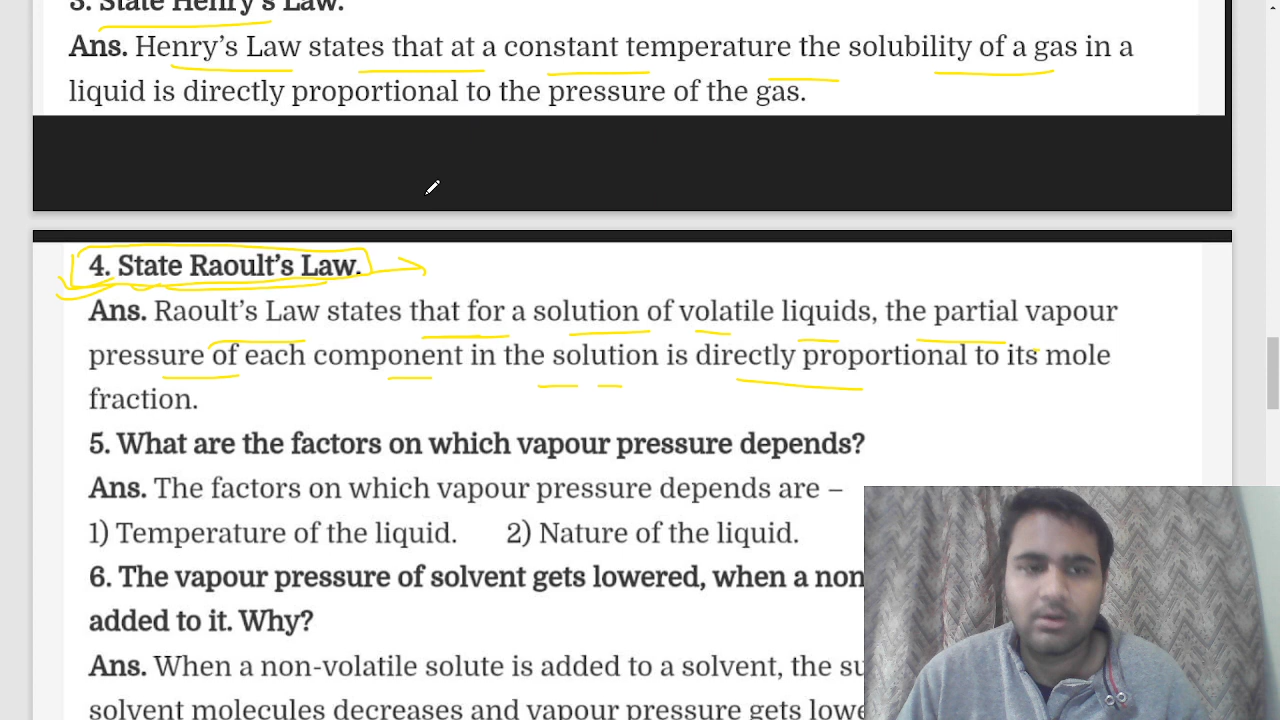 3. State Henry's Law.
Ans. Henry's Law states that at a constant temperature the solubility of a gas in a
liquid is directly proportional to the pressure of the gas.
4. State Raoult's Law.
Ans. Raoult's Law states that for a solution of volatile liquids, the partial vapour
pressure of each component in the solution is directly proportional to its mole
fraction.
5. What are the factors on which vapour pressure depends?
Ans. The factors on which vapour pressure depends are –
1) Temperature of the liquid. 2) Nature of the liquid.
6. The vapour pressure of solvent gets lowered, when a non
added to it. Why?
Ans. When a non-volatile solute is added to a solvent, the su
solvent molecules decreases and vapour pressure gets lowe